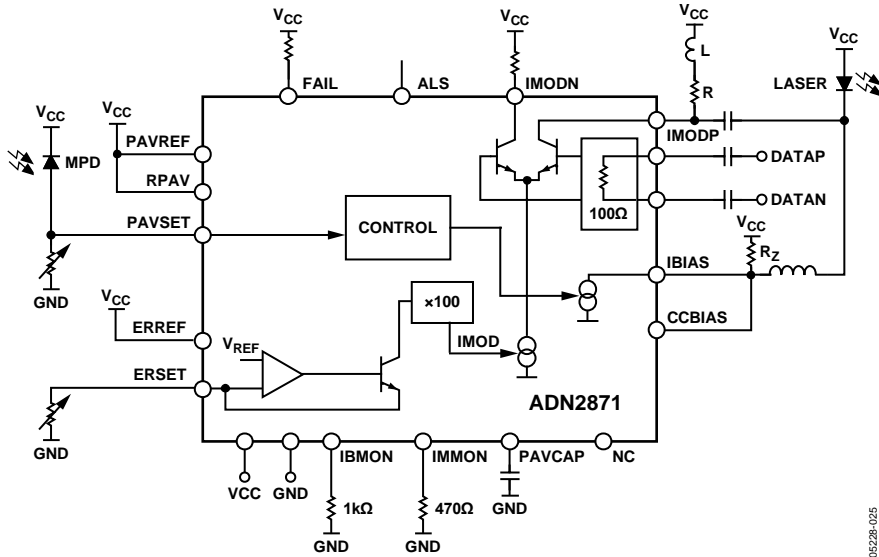 VCC
VCC
VCC
L
VCC
FAIL
ALS
IMODN
R
LASER
VCC
VCC
IMODP
MPD
PAVREF
DATAP
RPAV
DATAN
100Ω
PAVSET
CONTROL
VCC
RZ
IBIAS
GND
VCC
×100
CCBIAS
ERREF
VREF
IMOD
ERSET
ADN2871
GND
VCC
GND
IBMON
IMMON
PAVCAP
NC
1kΩ
470Ω
GND
GND
GND
05228-025